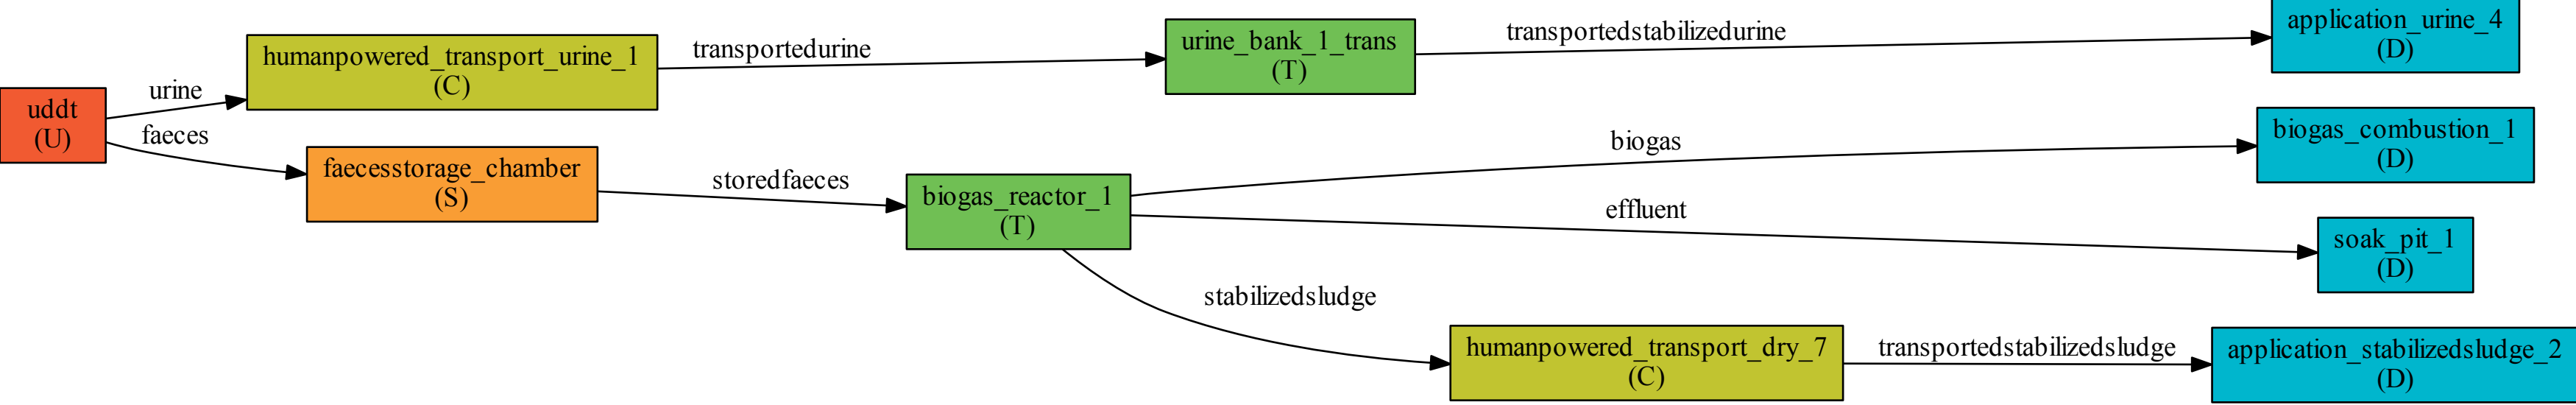 uddt
(U)
urine
faeces
humanpowered_transport_urine_1
(C)
faecesstorage_chamber
(S)
transportedurine
storedfaeces
urine_bank_1_trans
(T)
biogas_reactor_1
(T)
transportedstabilizedurine
biogas
effluent
stabilizedsludge
humanpowered_transport_dry_7
(C)
transportedstabilizedsludge
application_urine_4
(D)
biogas_combustion_1
(D)
soak_pit_1
(D)
application_stabilizedsludge_2
(D)